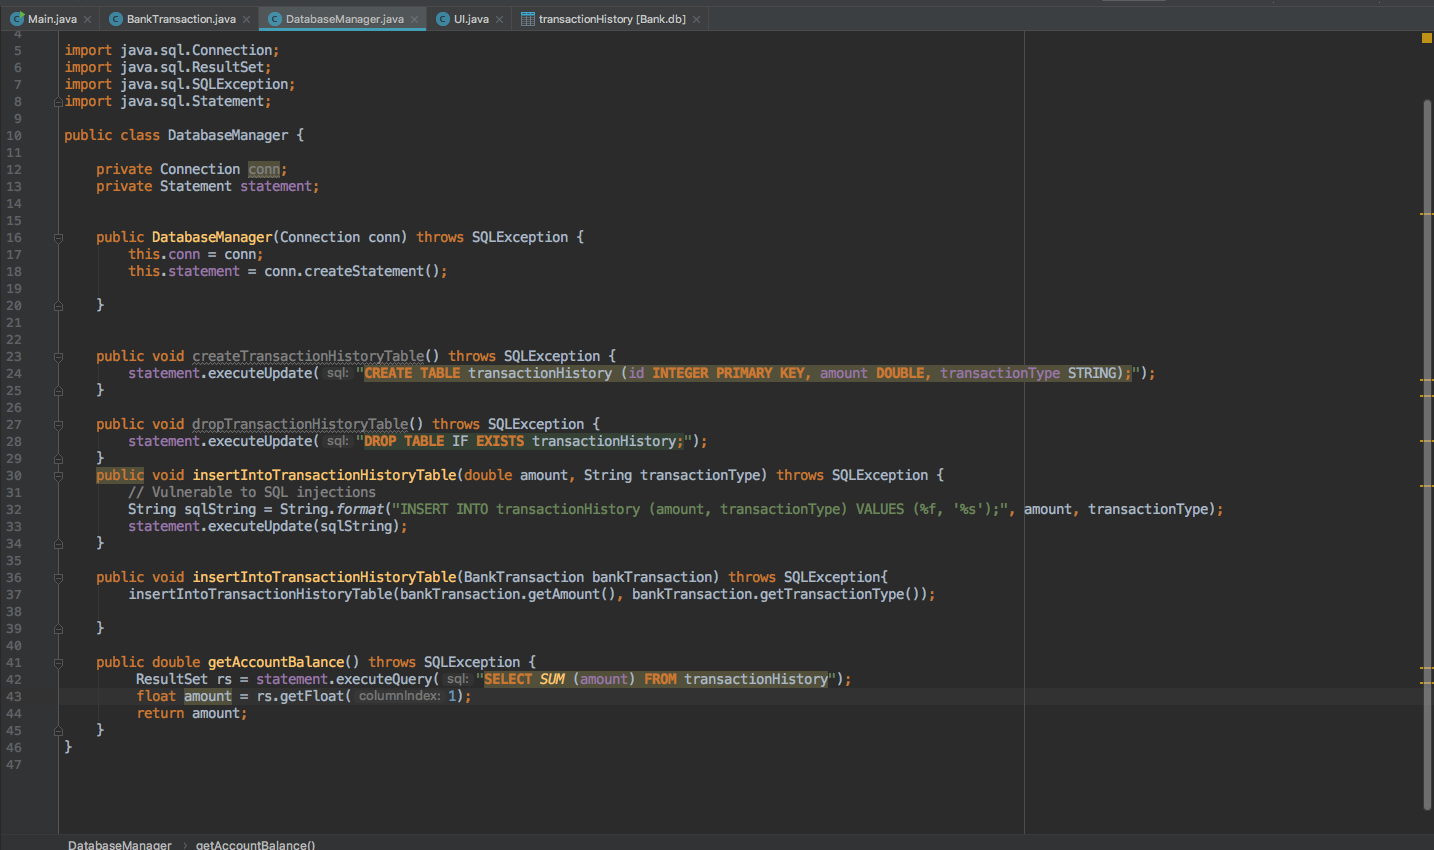 Main.java BankTransaction.java DatabaseManager.java UI.java transactionHistory [Bank.db]
4
5 import java.sql.Connection;
6 import java.sql.ResultSet;
7 import java.sql.SQLException;
8 import java.sql.Statement;
9
10 public class DatabaseManager {
11
12 private Connection conn;
13 private Statement statement;
14
15
16 public DatabaseManager(Connection conn) throws SQLException {
17 this.conn = conn;
18 this.statement = conn.createStatement();
19
20 }
21
22
23 public void createTransactionHistoryTable() throws SQLException {
24 statement.executeUpdate( sql: "CREATE TABLE transactionHistory (id INTEGER PRIMARY KEY, amount DOUBLE, transactionType STRING);");
25 }
26
27 public void dropTransactionHistoryTable() throws SQLException {
28 statement.executeUpdate( sql: "DROP TABLE IF EXISTS transactionHistory;");
29 }
30 public void insertIntoTransactionHistoryTable(double amount, String transactionType) throws SQLException {
31 // Vulnerable to SQL injections
32 String sqlString = String.format("INSERT INTO transactionHistory (amount, transactionType) VALUES (%f, '%s');", amount, transactionType);
33 statement.executeUpdate(sqlString);
34 }
35
36 public void insertIntoTransactionHistoryTable(BankTransaction bankTransaction) throws SQLException{
37 insertIntoTransactionHistoryTable(bankTransaction.getAmount(), bankTransaction.getTransactionType());
38
39 }
40
41 public double getAccountBalance() throws SQLException {
42 ResultSet rs = statement.executeQuery( sql: "SELECT SUM (amount) FROM transactionHistory");
43 float amount = rs.getFloat( columnIndex: 1);
44 return amount;
45 }
46 }
47
DatabaseManager › getAccountBalance()